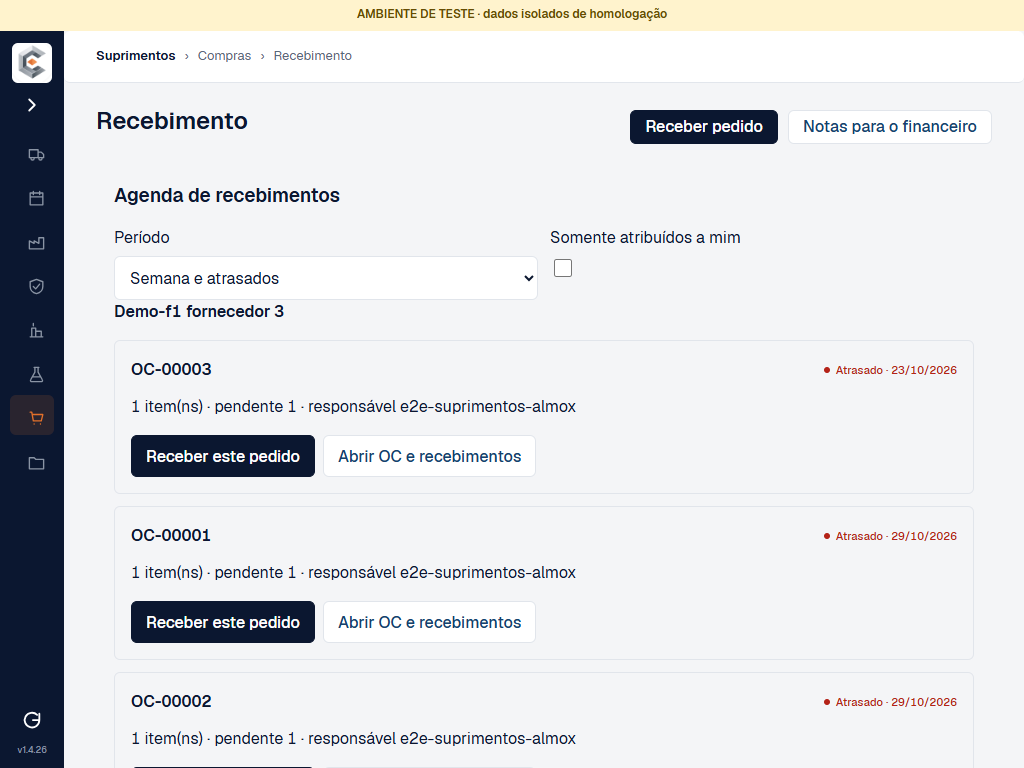 AMBIENTE DE TESTE · dados isolados de homologação
Suprimentos › Compras › Recebimento
Recebimento
Receber pedido
Notas para o financeiro
Agenda de recebimentos
Período
Somente atribuídos a mim
Semana e atrasados
Demo-f1 fornecedor 3
OC-00003
Atrasado · 23/10/2026
1 item(ns) · pendente 1 · responsável e2e-suprimentos-almox
Receber este pedido
Abrir OC e recebimentos
OC-00001
Atrasado · 29/10/2026
1 item(ns) · pendente 1 · responsável e2e-suprimentos-almox
Receber este pedido
Abrir OC e recebimentos
OC-00002
Atrasado · 29/10/2026
1 item(ns) · pendente 1 · responsável e2e-suprimentos-almox
v1.4.26